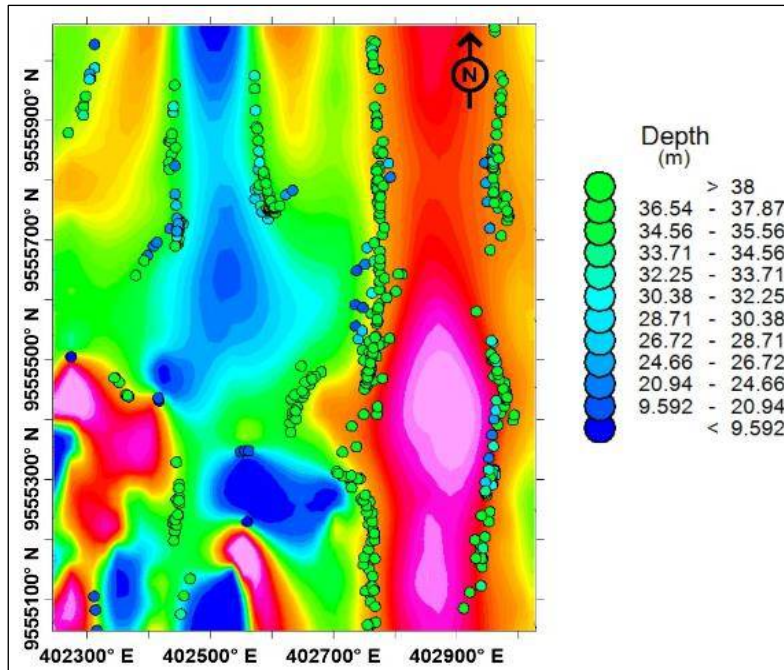 N
9555900° N
9555700° N
9555500° N
9555300° N
9555100° N
402300° E 402500° E 402700° E 402900° E
Depth
(m)
> 38
36.54 - 37.87
34.56 - 35.56
33.71 - 34.56
32.25 - 33.71
30.38 - 32.25
28.71 - 30.38
26.72 - 28.71
24.66 - 26.72
20.94 - 24.66
9.592 - 20.94
< 9.592